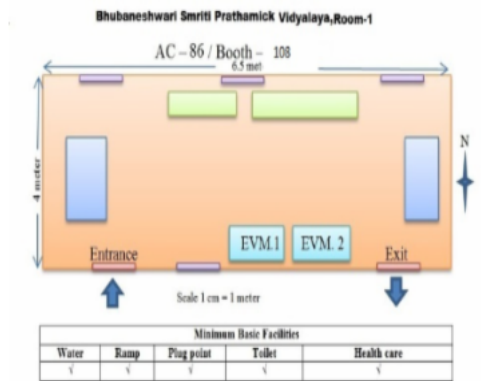 Bhubaneshwari Smriti Prathamick Vidyalaya,Room-1
AC – 86 / Booth – 108
6.5 met
4 meter
N
EVM.1
EVM. 2
Entrance
Exit
Scale 1 cm = 1 meter
Minimum Basic Facilities
Water Ramp Plug point Toilet Health care
√ √ √ √ √